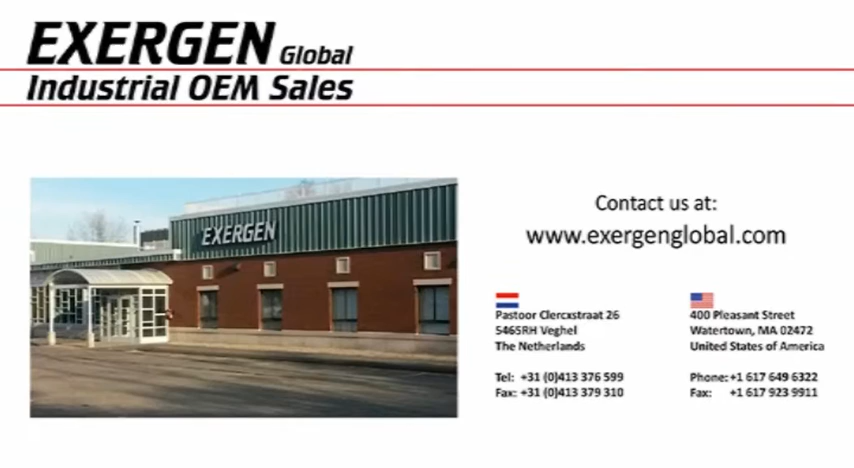 EXERGEN Global
Industrial OEM Sales
EXERGEN
Contact us at:
www.exergenglobal.com
Pastoor Clercxstraat 26
5465RH Veghel
The Netherlands
Tel: +31 (0)413 376 599
Fax: +31 (0)413 379 310
400 Pleasant Street
Watertown, MA 02472
United States of America
Phone: +1 617 649 6322
Fax: +1 617 923 9911